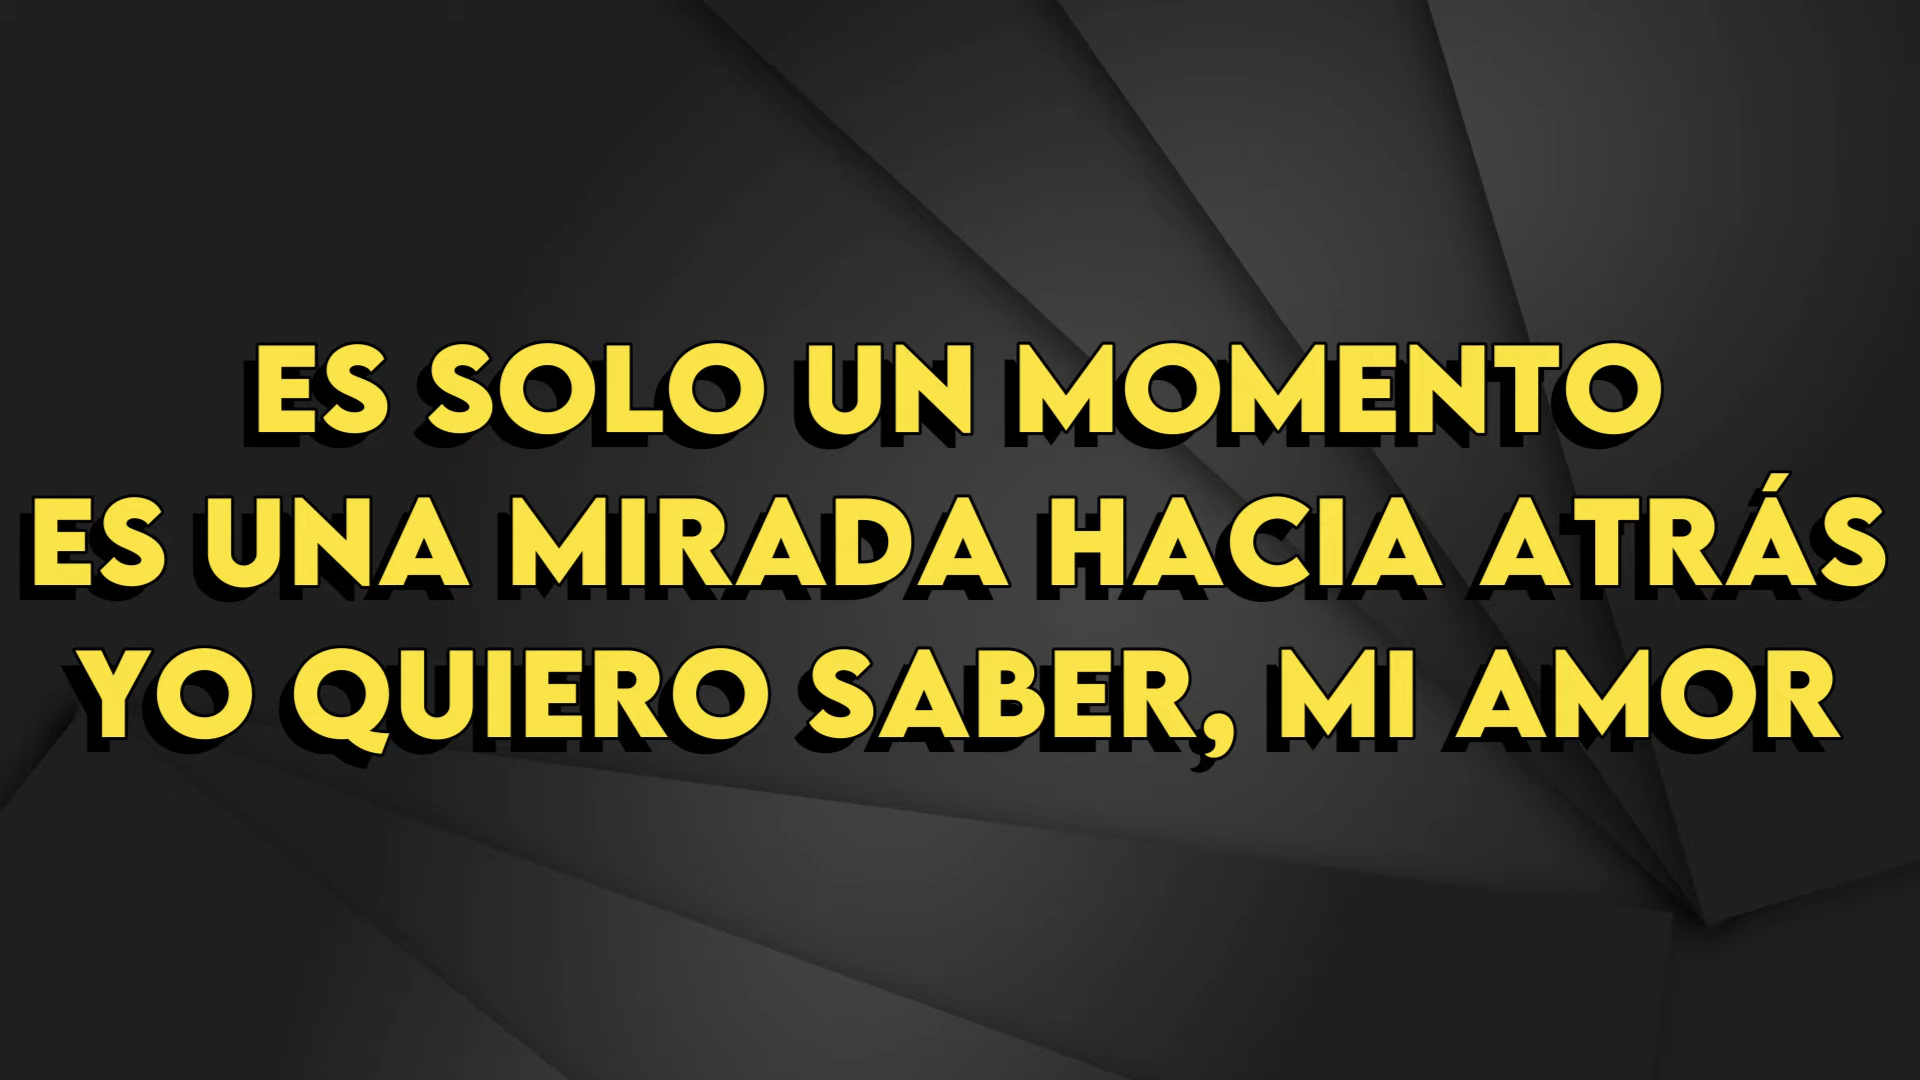 ES SOLO UN MOMENTO
ES UNA MIRADA HACIA ATRÁS
YO QUIERO SABER, MI AMOR